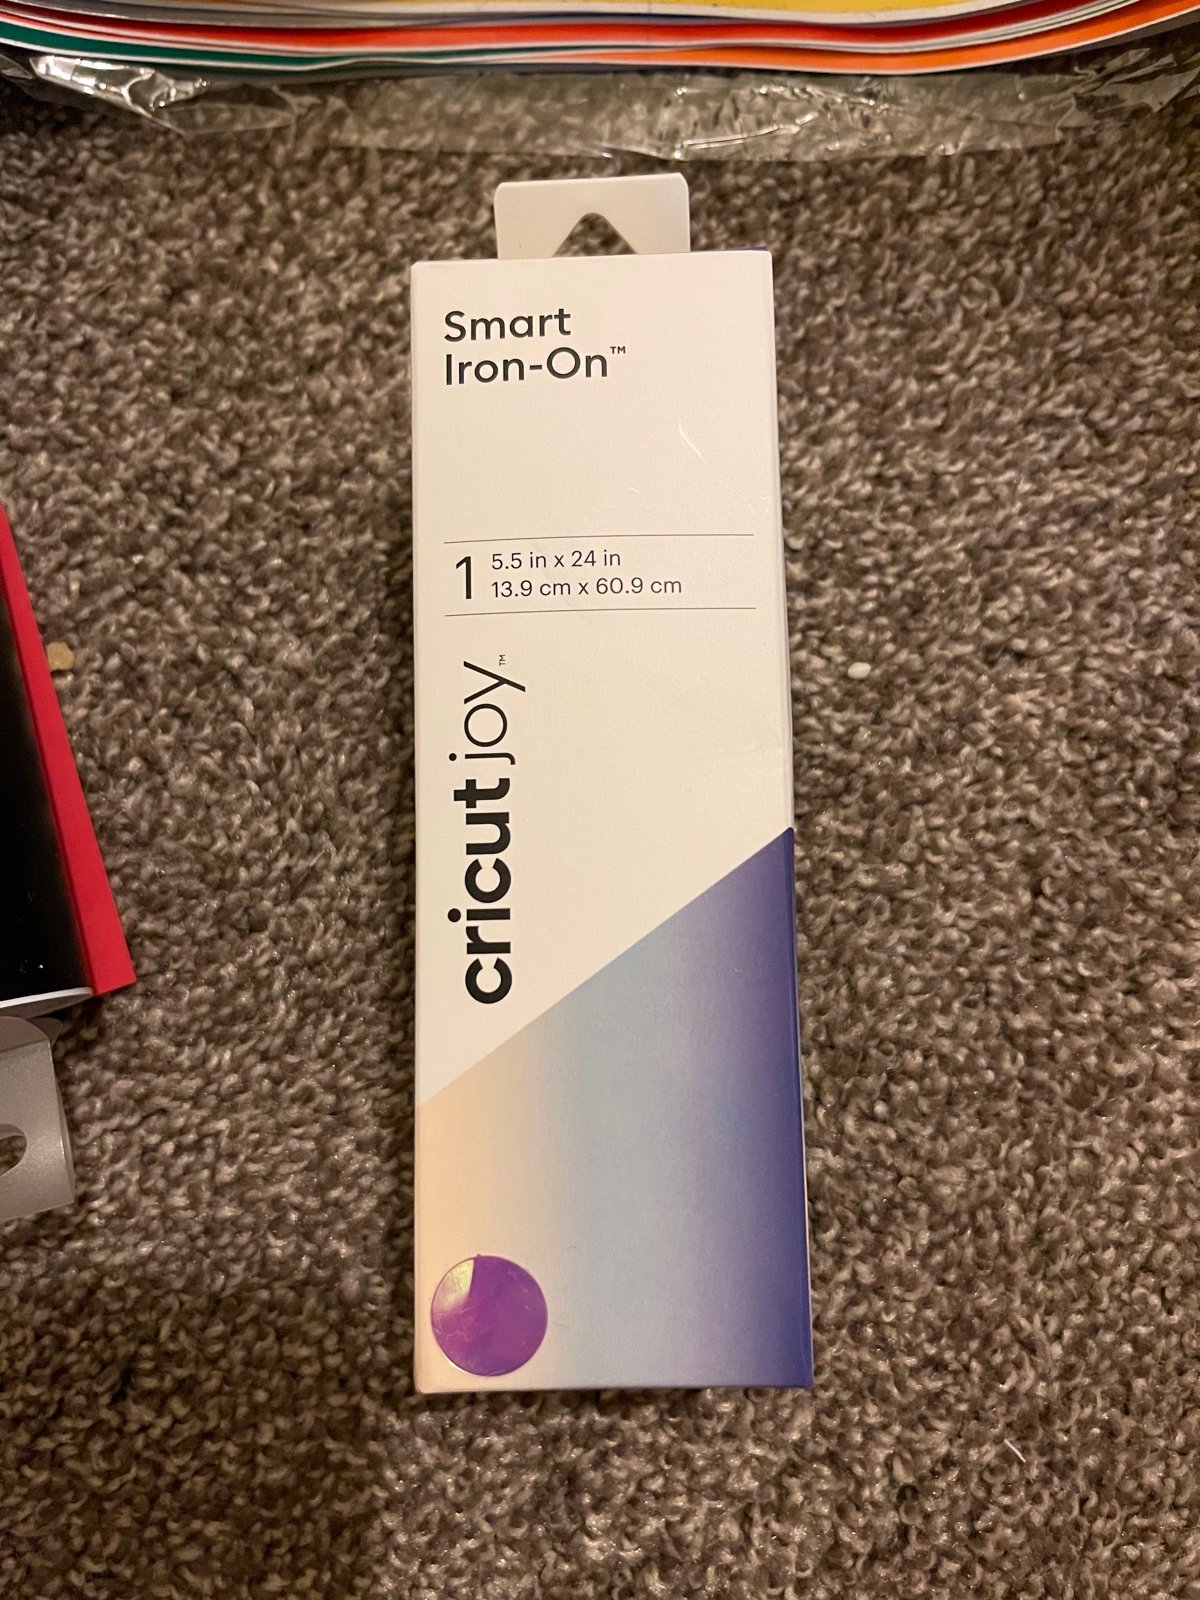 Smart
Iron-On™
1 5.5 in x 24 in
13.9 cm x 60.9 cm
cricut joy™